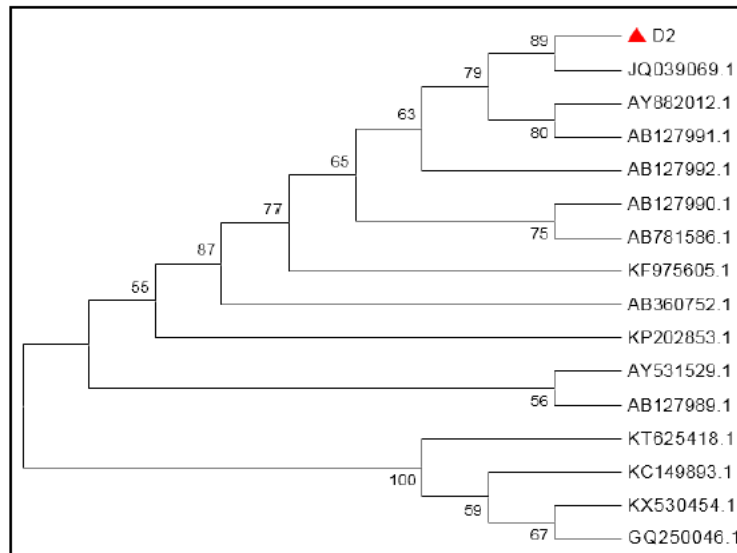 89
D2
JQ039069.1
79
AY882012.1
63
80
AB127991.1
65
AB127992.1
77
AB127990.1
75
AB781586.1
87
KF975605.1
55
AB360752.1
KP202853.1
AY531529.1
56
AB127989.1
KT625418.1
100
KC149893.1
59
KX530454.1
67
GQ250046.1